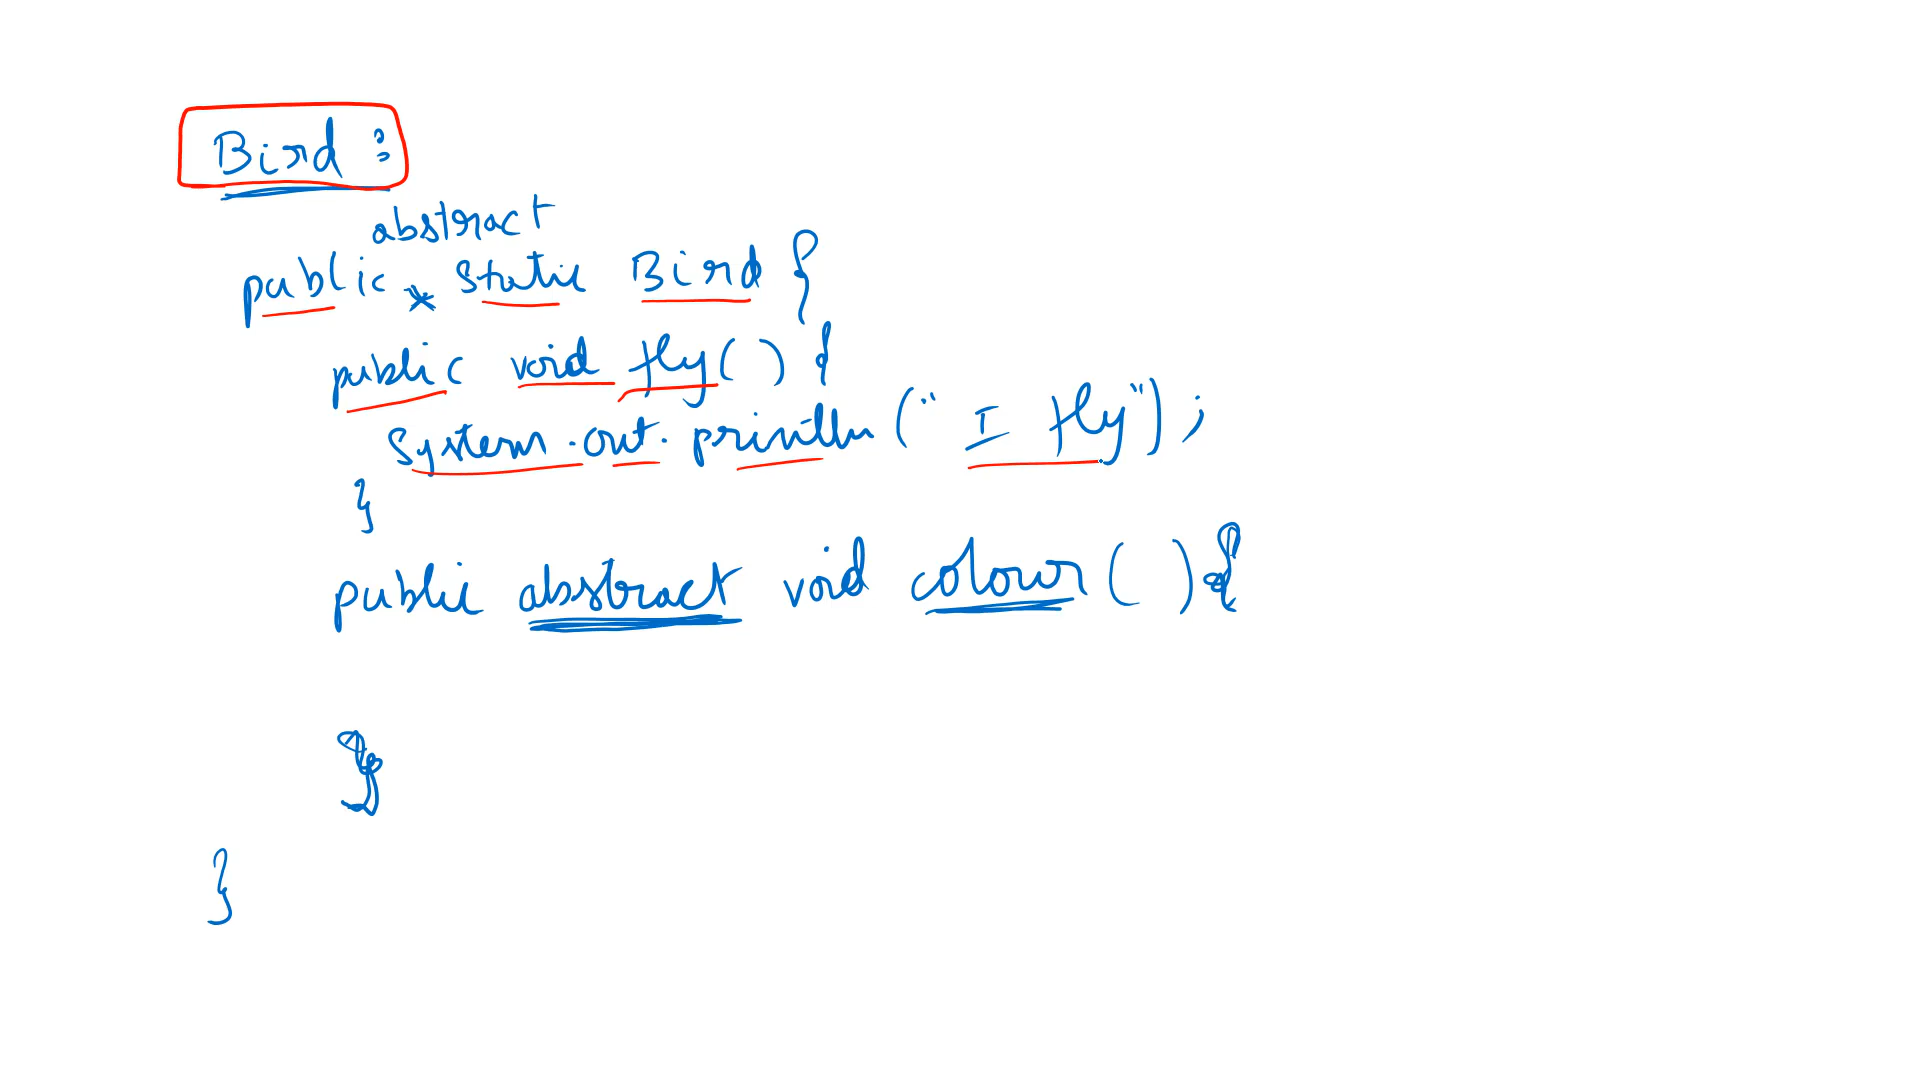 Bird :
abstract
public * static Bird {
public void fly( ) {
System.out.println (" I fly");
}
public abstract void colour ( ) {
}
}